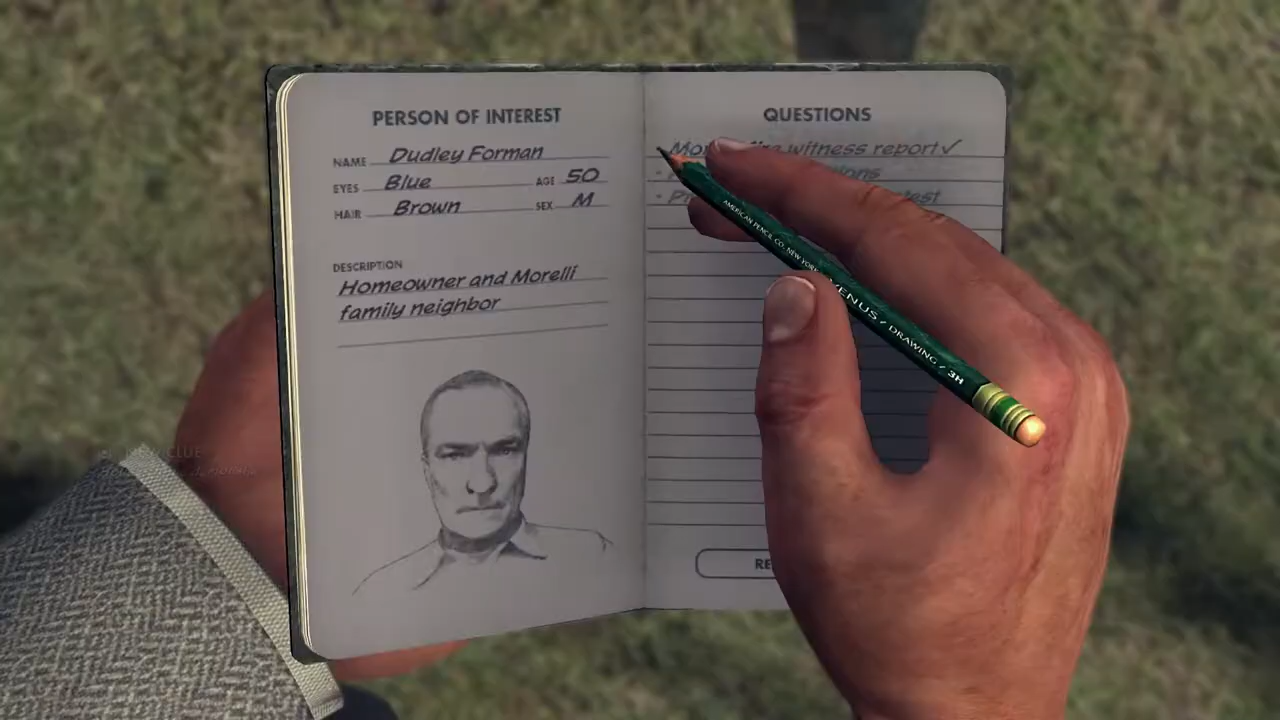 PERSON OF INTEREST
NAME Dudley Forman
EYES Blue AGE 50
HAIR Brown SEX M
DESCRIPTION
Homeowner and Morelli
family neighbor
QUESTIONS
witness report ✓
AMERICAN PENCIL CO. NEW YORK VENUS / DRAWING / 3H
CLUE